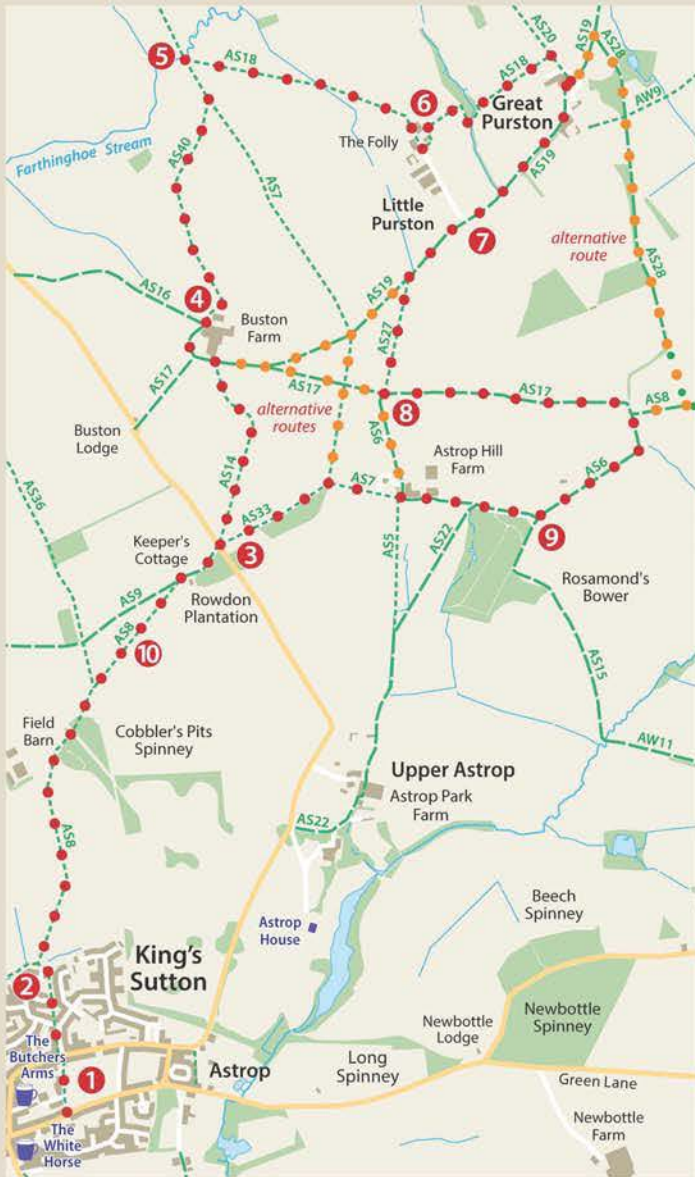 AS19
AS28
AS20
5
AS18
AS18
6
Great
Purston
AW9
AS40
The Folly
Farthinghoe Stream
AS7
AS19
Little
Purston
7
alternative
route
AS28
AS16
4
Buston
Farm
AS19
AS27
AS17
AS17
AS17
8
AS8
Buston
Lodge
alternative
routes
AS6
Astrop Hill
Farm
AS14
AS7
AS6
AS36
AS33
AS5
AS22
9
Keeper's
Cottage
3
Rosamond's
Bower
AS9
Rowdon
Plantation
AS8
10
AS15
Field
Barn
Cobbler's Pits
Spinney
AW11
Upper Astrop
Astrop Park
Farm
AS8
AS22
Beech
Spinney
Astrop
House
King's
Sutton
2
Newbottle
Spinney
The
Butchers
Arms
Newbottle
Lodge
1
Astrop
Long
Spinney
Green Lane
The
White
Horse
Newbottle
Farm